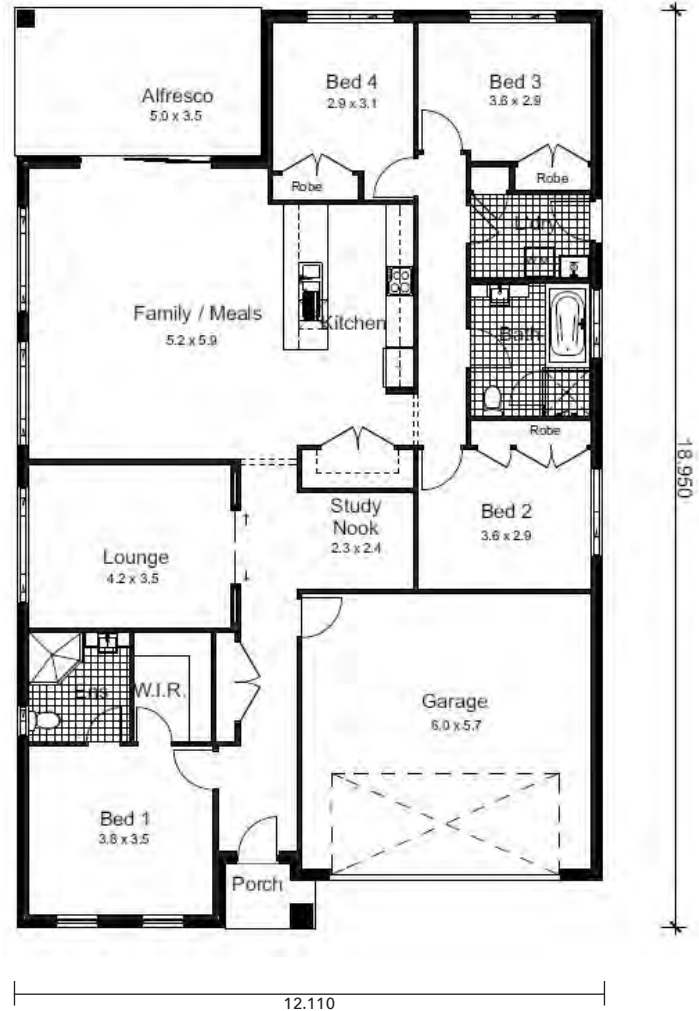 Alfresco
5.0 x 3.5
Bed 4
2.9 x 3.1
Bed 3
3.6 x 2.9
Robe
Robe
L'dry
W.M
Family / Meals
5.2 x 5.9
Kitchen
Bath
Robe
18.950
Study
Nook
2.3 x 2.4
Bed 2
3.6 x 2.9
Lounge
4.2 x 3.5
Ens
W.I.R.
Garage
6.0 x 5.7
Bed 1
3.8 x 3.5
Porch
12.110